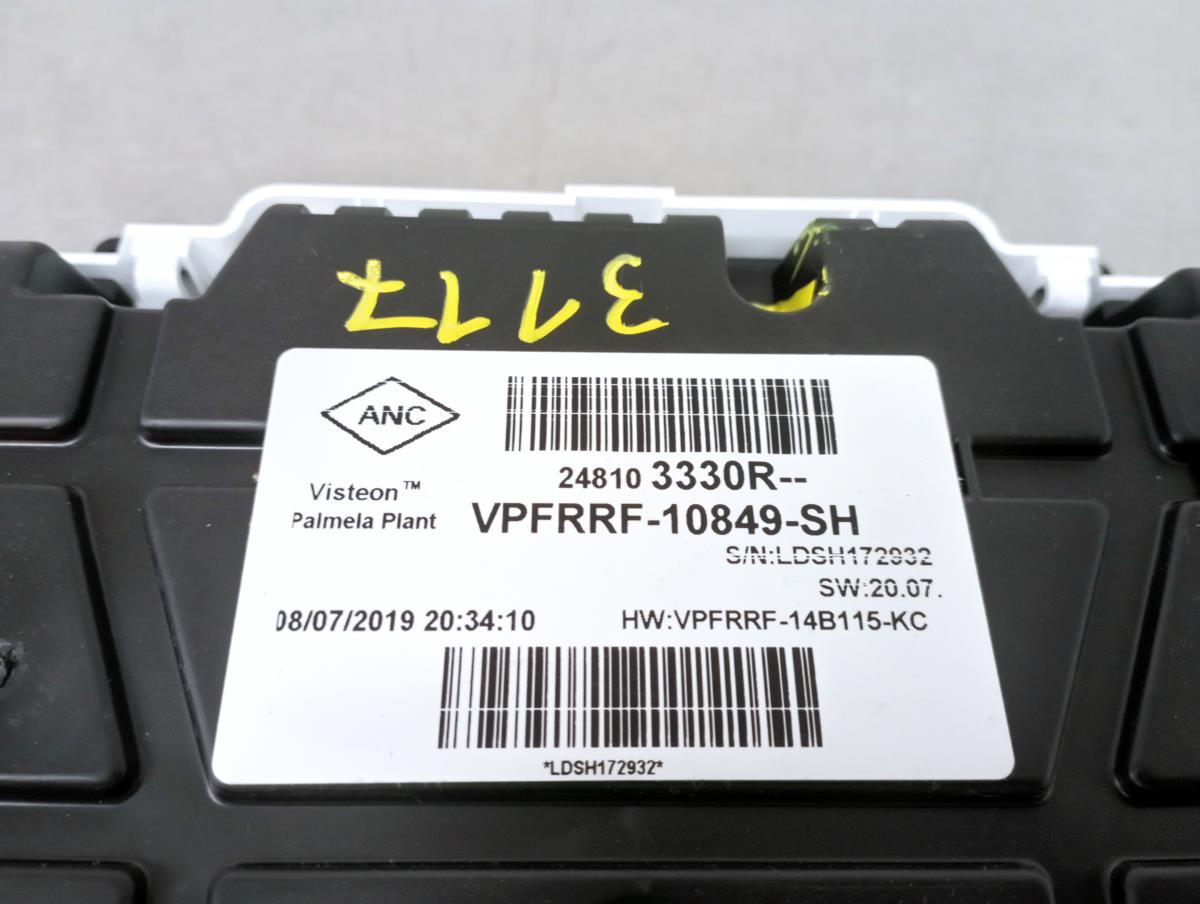 3117
ANC
Visteon™
Palmela Plant
24810 3330R--
VPFRRF-10849-SH
S/N:LDSH172932
SW:20.07.
08/07/2019 20:34:10
HW:VPFRRF-14B115-KC
*LDSH172932*